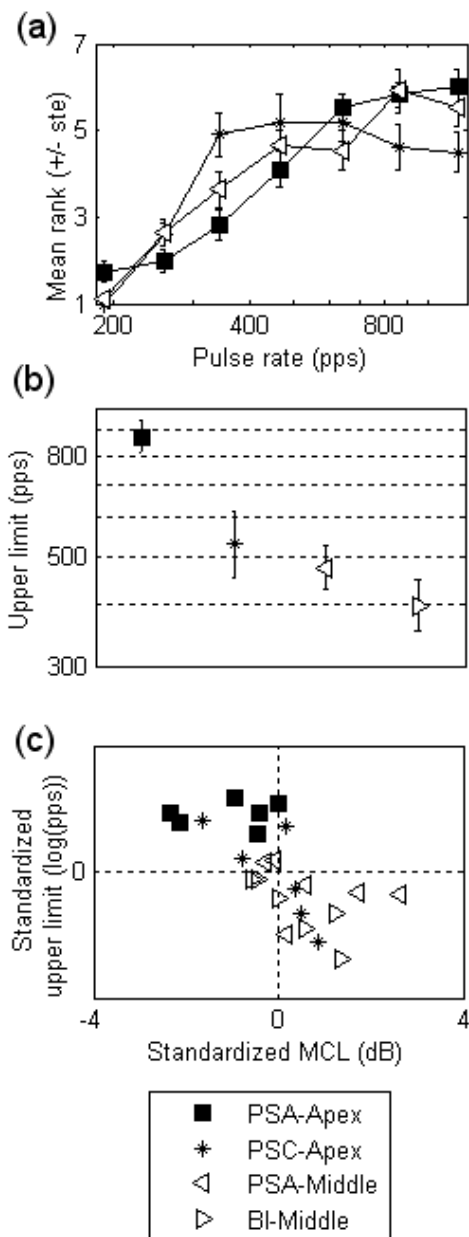 (a)
7
5
3
1
Mean rank (+/- ste)
200
400
800
Pulse rate (pps)
(b)
800
500
300
Upper limit (pps)
(c)
0
Standardized
upper limit (log(pps))
-4
0
4
Standardized MCL (dB)
PSA-Apex
PSC-Apex
PSA-Middle
BI-Middle